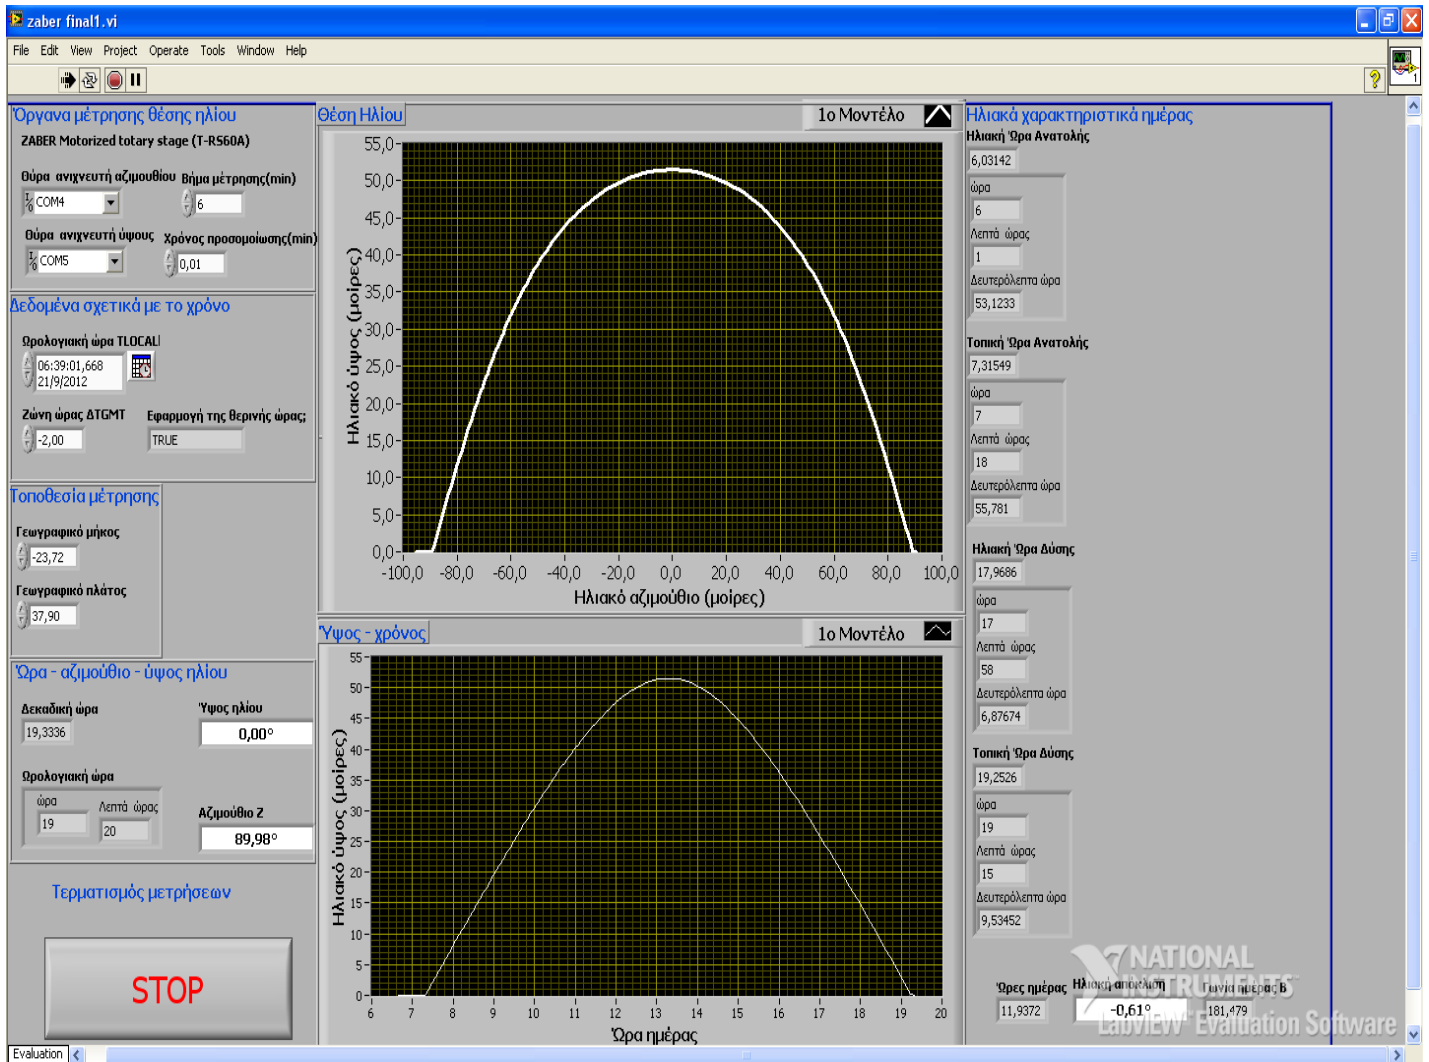 zaber final1.vi
File Edit View Project Operate Tools Window Help
1
Όργανα μέτρησης θέσης ηλίου
ZABER Motorized totary stage (T-RS60A)
Θύρα ανιχνευτή αζιμουθίου
COM4
Βήμα μέτρησης(min)
6
Θύρα ανιχνευτή ύψους
COM5
Χρόνος προσομοίωσης(min)
0,01
Δεδομένα σχετικά με το χρόνο
Ωρολογιακή ώρα TLOCAL
06:39:01,668
21/9/2012
Ζώνη ώρας ΔTGMT
-2,00
Εφαρμογή της θερινής ώρας;
TRUE
Τοποθεσία μέτρησης
Γεωγραφικό μήκος
-23,72
Γεωγραφικό πλάτος
37,90
Ώρα - αζιμούθιο - ύψος ηλίου
Δεκαδική ώρα
19,3336
Ύψος ηλίου
0,00°
Ωρολογιακή ώρα
ώρα
19
Λεπτά ώρας
20
Αζιμούθιο Ζ
89,98°
Τερματισμός μετρήσεων
STOP
Θέση Ηλίου
1ο Μοντέλο
Ηλιακό ύψος (μοίρες)
55,0
50,0
45,0
40,0
35,0
30,0
25,0
20,0
15,0
10,0
5,0
0,0
-100,0 -80,0 -60,0 -40,0 -20,0 0,0 20,0 40,0 60,0 80,0 100,0
Ηλιακό αζιμούθιο (μοίρες)
Ύψος - χρόνος
1ο Μοντέλο
Ηλιακό ύψος (μοίρες)
55
50
45
40
35
30
25
20
15
10
5
0
6 7 8 9 10 11 12 13 14 15 16 17 18 19 20
Ώρα ημέρας
Ηλιακά χαρακτηριστικά ημέρας
Ηλιακή Ώρα Ανατολής
6,03142
ώρα
6
Λεπτά ώρας
1
Δευτερόλεπτα ώρα
53,1233
Τοπική Ώρα Ανατολής
7,31549
ώρα
7
Λεπτά ώρας
18
Δευτερόλεπτα ώρα
55,781
Ηλιακή Ώρα Δύσης
17,9686
ώρα
17
Λεπτά ώρας
58
Δευτερόλεπτα ώρα
6,87674
Τοπική Ώρα Δύσης
19,2526
ώρα
19
Λεπτά ώρας
15
Δευτερόλεπτα ώρα
9,53452
Ώρες ημέρας
11,9372
Ηλιακή απόκλιση
-0,61°
Γωνία ημέρας Β
181,479
NATIONAL
INSTRUMENTS
LabVIEW Evaluation Software
Evaluation